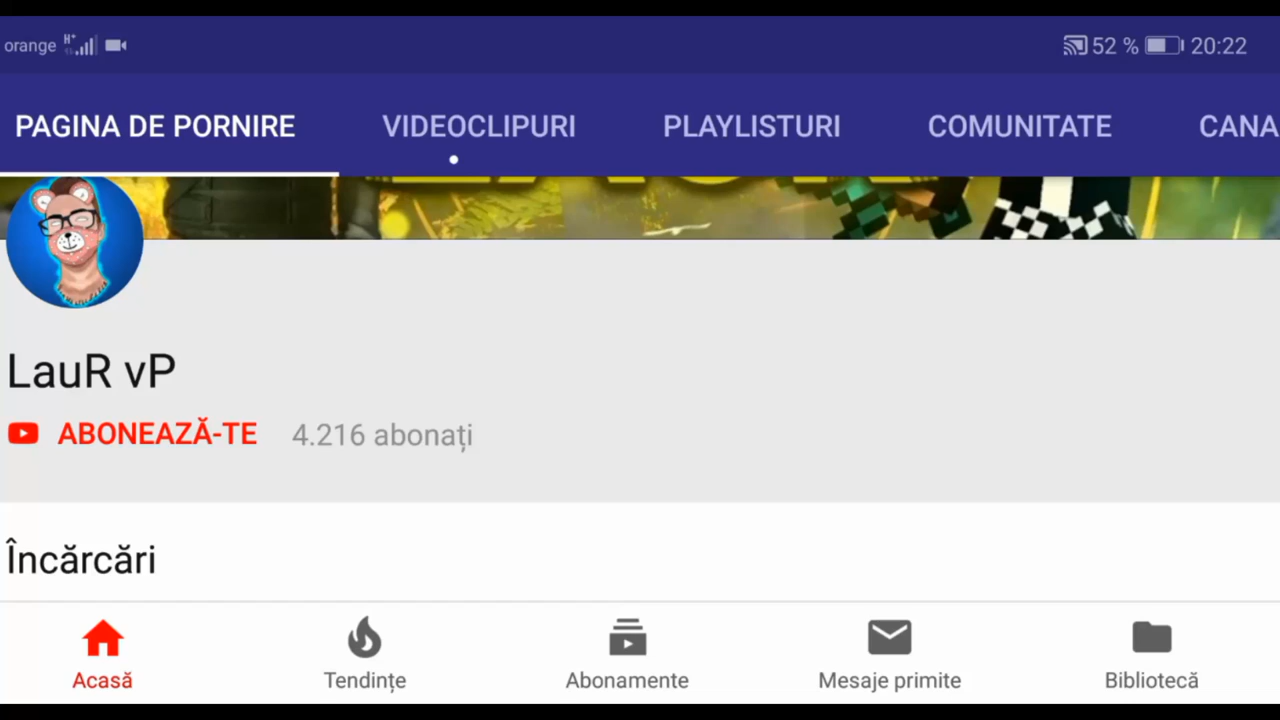 orange H+ 52 % 20:22
PAGINA DE PORNIRE VIDEOCLIPURI PLAYLISTURI COMUNITATE CANA
LauR vP
ABONEAZĂ-TE 4.216 abonați
Încărcări
Acasă Tendințe Abonamente Mesaje primite Bibliotecă